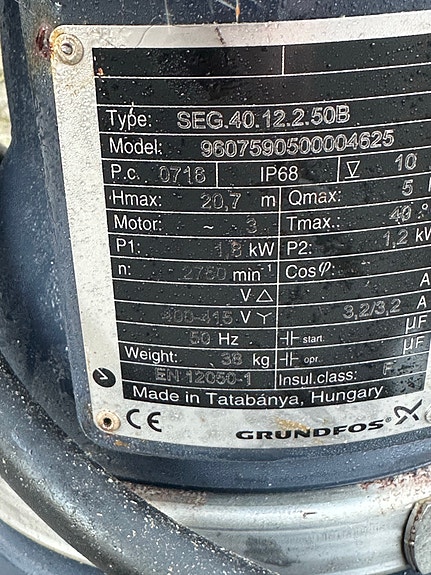 Type: SEG.40.12.2.50B
Model: 9607590500004625
P.c. 0718 IP68 10
Hmax: 20,7 m Qmax: 5
Motor: ~ 3 Tmax.: 40 °
P1: 1,8 kW P2: 1,2 kW
n: 2750 min⁻¹ Cosφ:
V △ A
400-415 V Y 3,2/3,2 A
50 Hz ⊣⊢ start. µF
Weight: 38 kg ⊣⊢ opr. µF
EN 12050-1 Insul.class: F
Made in Tatabánya, Hungary
CE GRUNDFOS